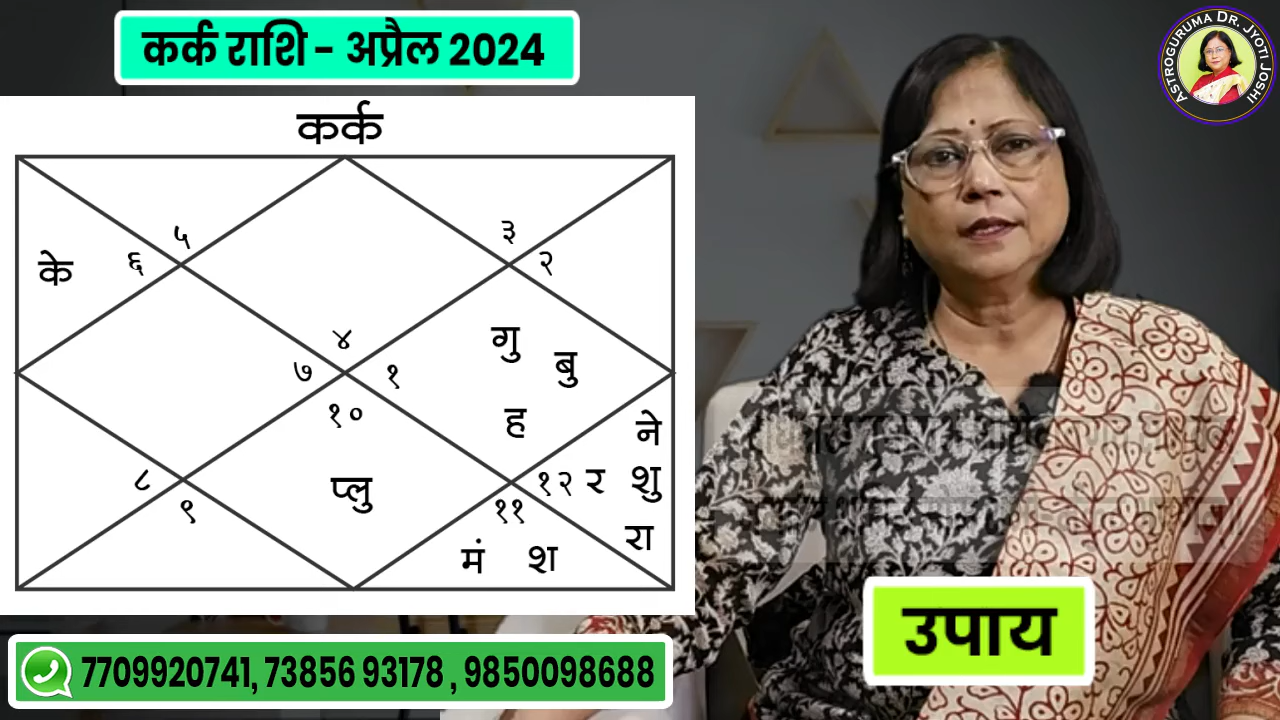 कर्क राशि - अप्रैल 2024
ASTROGURUMA DR. JYOTI JOSHI
कर्क
५
३
के
६
२
४
गु
बु
७
१
१०
ह
ने
८
प्लु
१२ र शु
९
११
रा
मं श
उपाय
7709920741, 73856 93178 , 9850098688